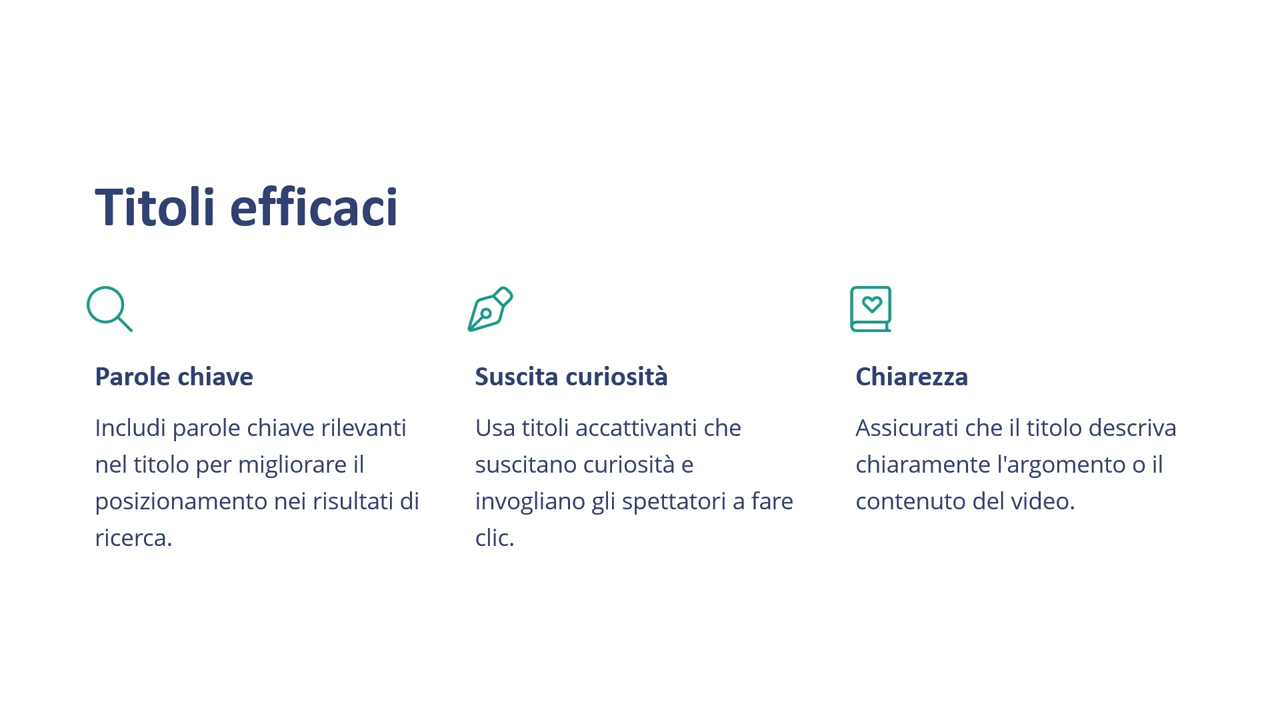 Titoli efficaci
Parole chiave
Includi parole chiave rilevanti
nel titolo per migliorare il
posizionamento nei risultati di
ricerca.
Suscita curiosità
Usa titoli accattivanti che
suscitano curiosità e
invogliano gli spettatori a fare
clic.
Chiarezza
Assicurati che il titolo descriva
chiaramente l'argomento o il
contenuto del video.